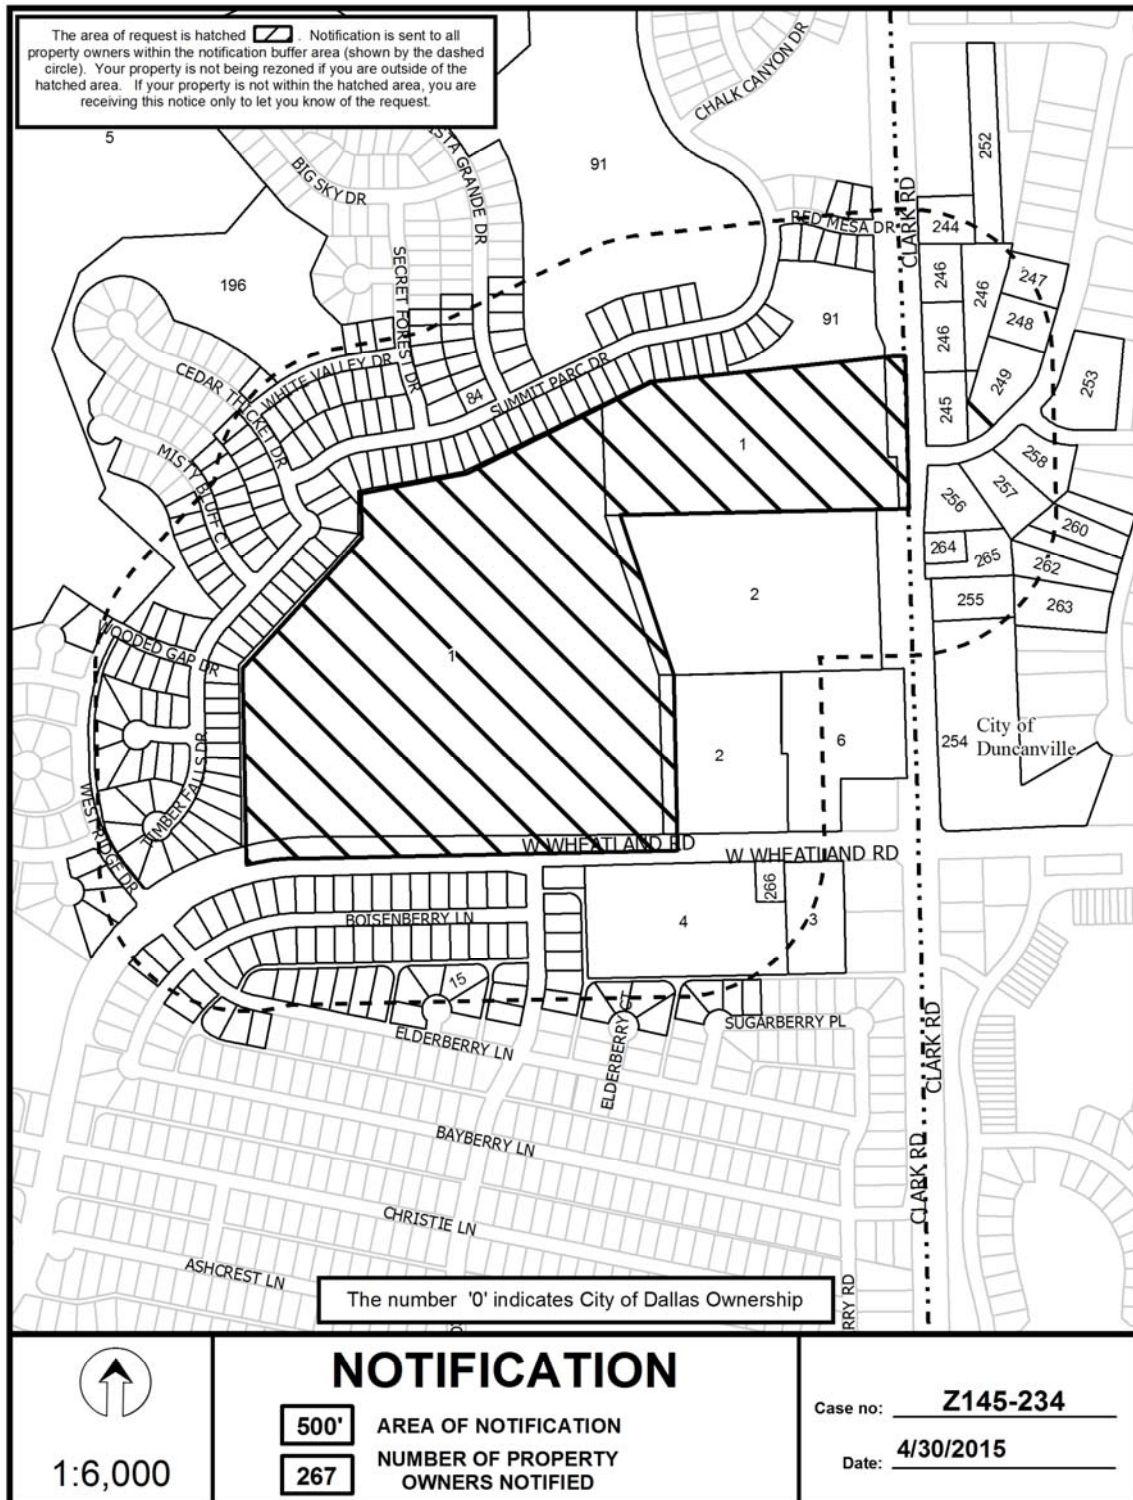 The area of request is hatched . Notification is sent to all
property owners within the notification buffer area (shown by the dashed
circle). Your property is not being rezoned if you are outside of the
hatched area. If your property is not within the hatched area, you are
receiving this notice only to let you know of the request.
5
CHALK CANYON DR
91
BIG SKY DR
VISTA GRANDE DR
252
RED MESA DR
CLARK RD
244
SECRET FOREST DR
196
246
246
247
246
248
91
253
249
WHITE VALLEY DR
CEDAR THICKET DR
84
SUMMIT PARC DR
245
1
MISTY BLUFF CT
258
257
256
260
264
265
262
2
255
263
WOODED GAP DR
1
254
City of
Duncanville
2
6
TIMBER FALLS DR
WESTRIDGE DR
W WHEATLAND RD
W WHEATLAND RD
266
BOISENBERRY LN
4
3
15
ELDERBERRY LN
ELDERBERRY CT
SUGARBERRY PL
CLARK RD
BAYBERRY LN
CLARK RD
CHRISTIE LN
ASHCREST LN
RRY RD
The number '0' indicates City of Dallas Ownership
1:6,000
NOTIFICATION
500' AREA OF NOTIFICATION
267 NUMBER OF PROPERTY
OWNERS NOTIFIED
Case no: Z145-234
Date: 4/30/2015